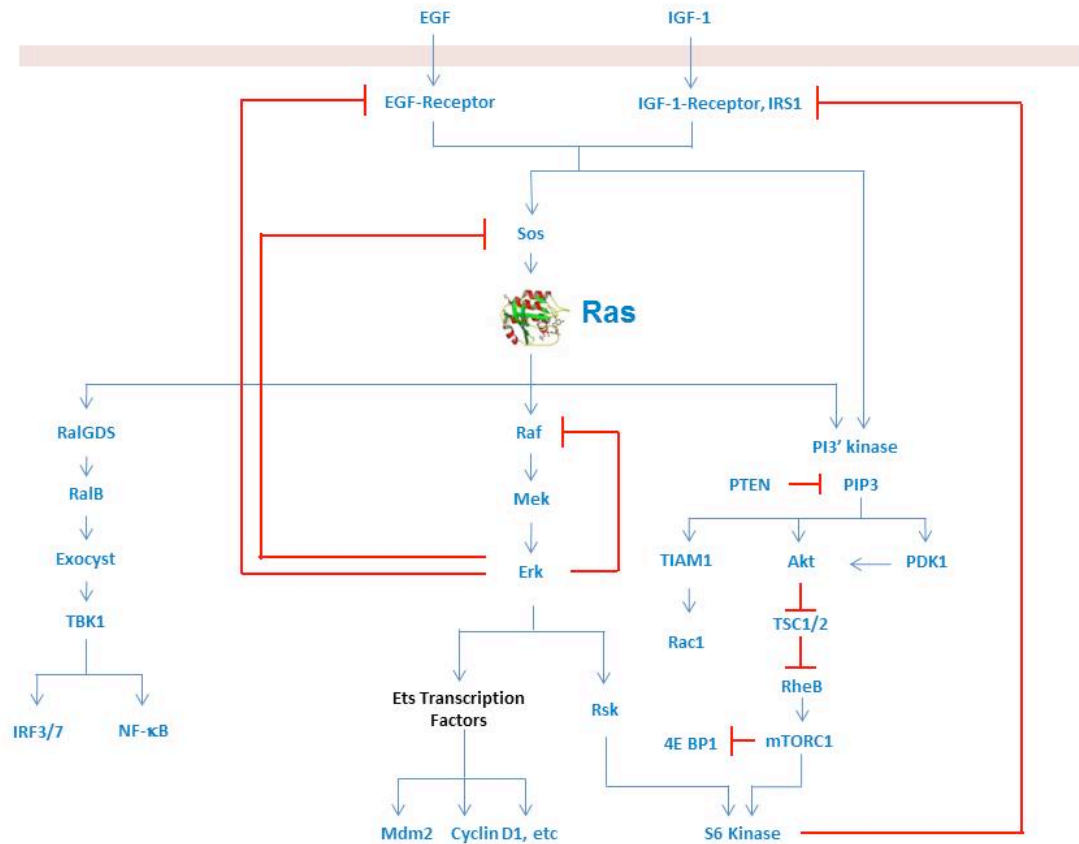 EGF
IGF-1
EGF-Receptor
IGF-1-Receptor, IRS1
Sos
Ras
RalGDS
Raf
PI3’ kinase
RalB
Mek
PTEN
PIP3
Exocyst
Erk
TIAM1
Akt
PDK1
TBK1
Rac1
TSC1/2
RheB
Ets Transcription
Factors
Rsk
IRF3/7
NF-κB
4E BP1
mTORC1
Mdm2
Cyclin D1, etc
S6 Kinase